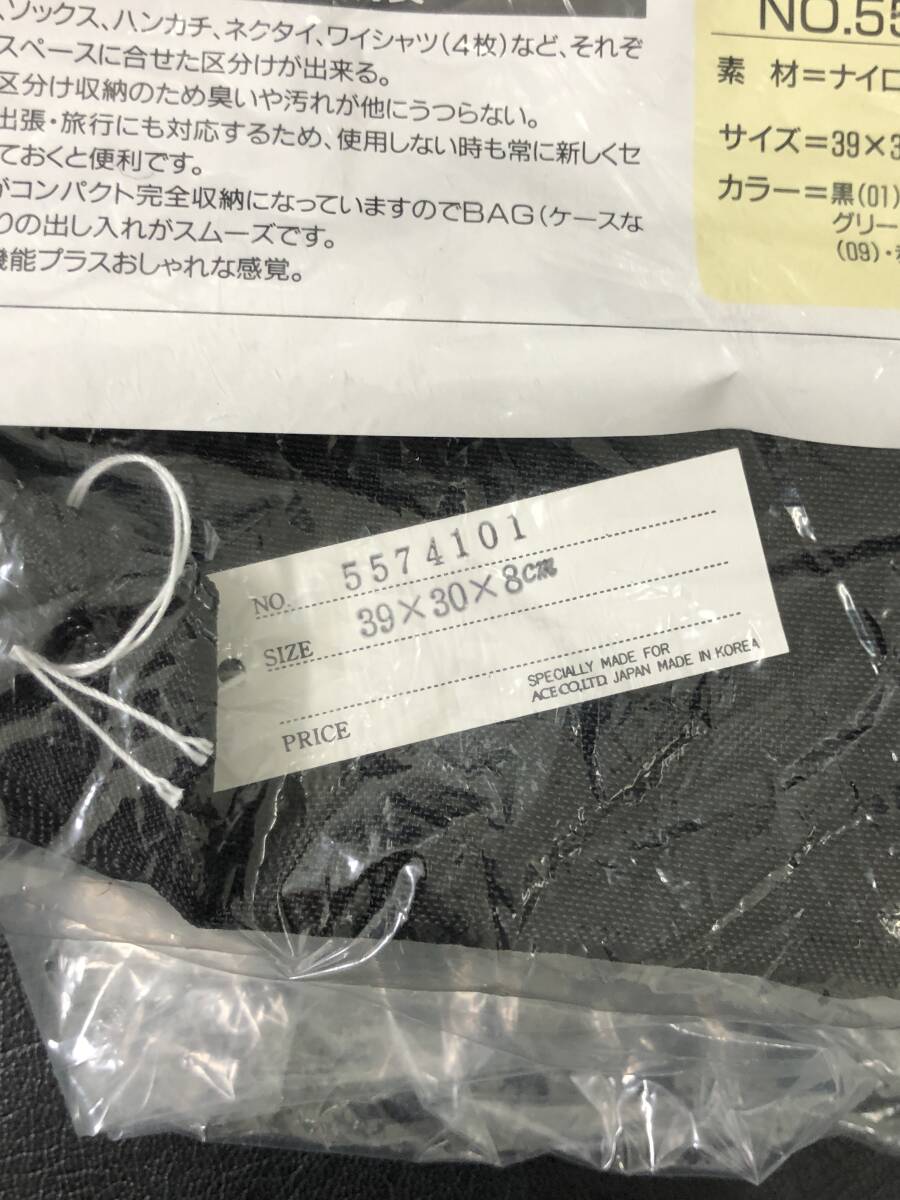 ソックス、ハンカチ、ネクタイ、ワイシャツ(4枚)など、それぞ
スペースに合せた区分けが出来る。
区分け収納のため臭いや汚れが他にうつらない。
出張・旅行にも対応するため、使用しない時も常に新しくセ
ておくと便利です。
がコンパクト完全収納になっていますのでBAG(ケースな
りの出し入れがスムーズです。
機能プラスおしゃれな感覚。
NO.55
素 材=ナイロ
サイズ=39×3
カラー=黒(01)
グリー
(09)・
NO. 5574101
SIZE 39×30×8cm
PRICE
SPECIALLY MADE FOR
ACE CO.,LTD. JAPAN MADE IN KOREA